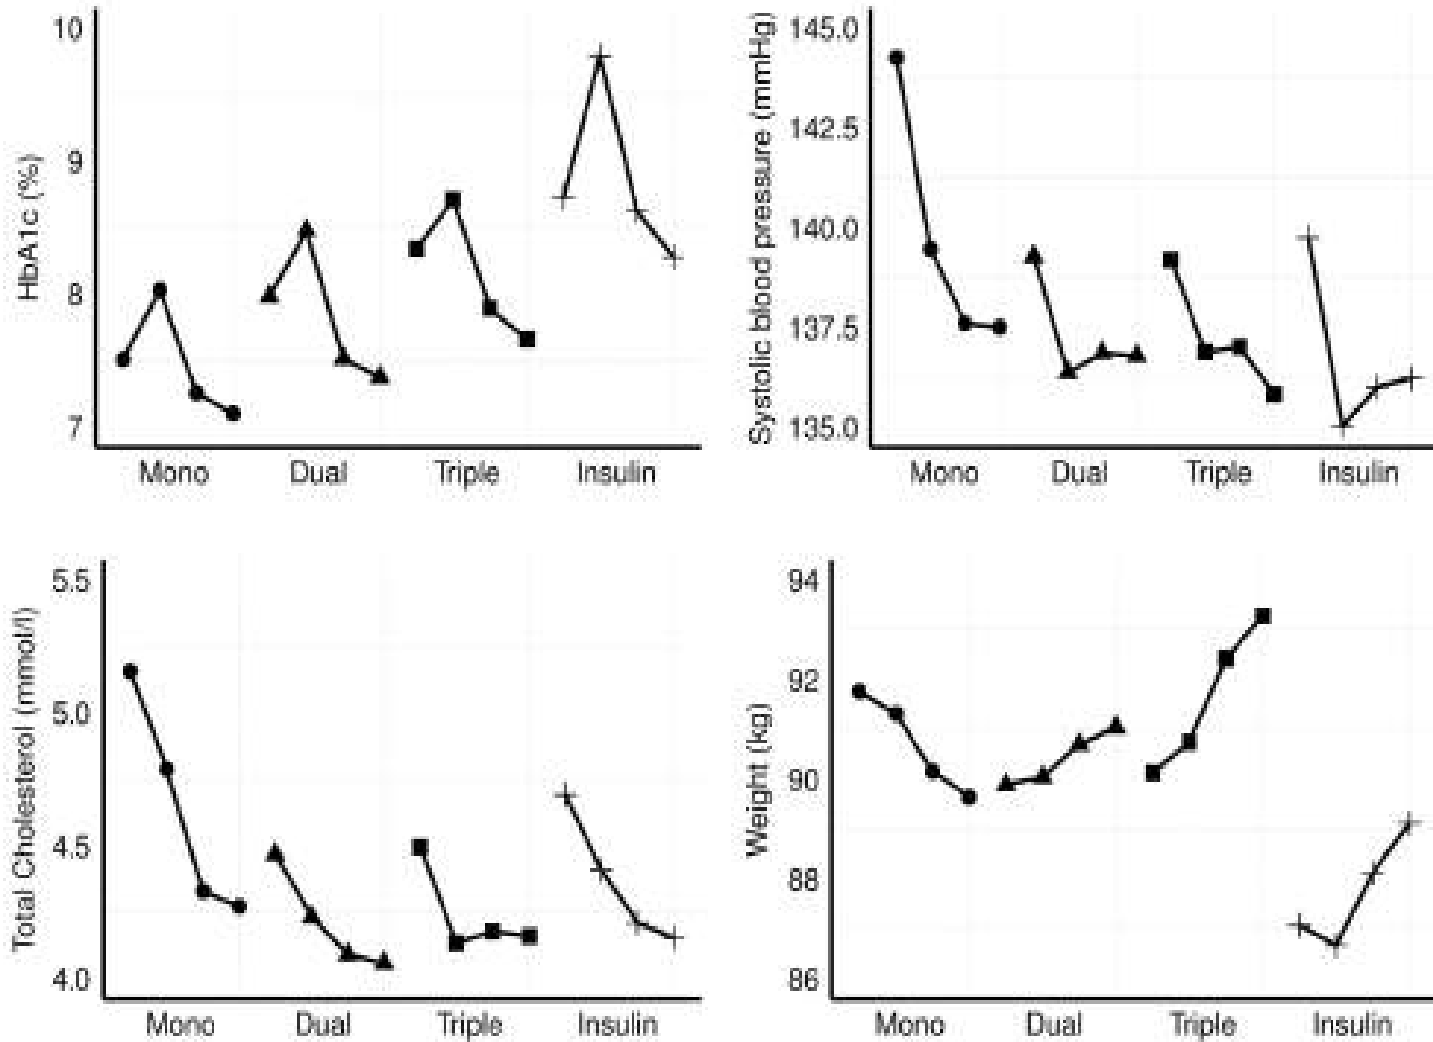 HbA1c (%)
10
9
8
7
Mono Dual Triple Insulin
Systolic blood pressure (mmHg)
145.0
142.5
140.0
137.5
135.0
Mono Dual Triple Insulin
Total Cholesterol (mmol/l)
5.5
5.0
4.5
4.0
Mono Dual Triple Insulin
Weight (kg)
94
92
90
88
86
Mono Dual Triple Insulin